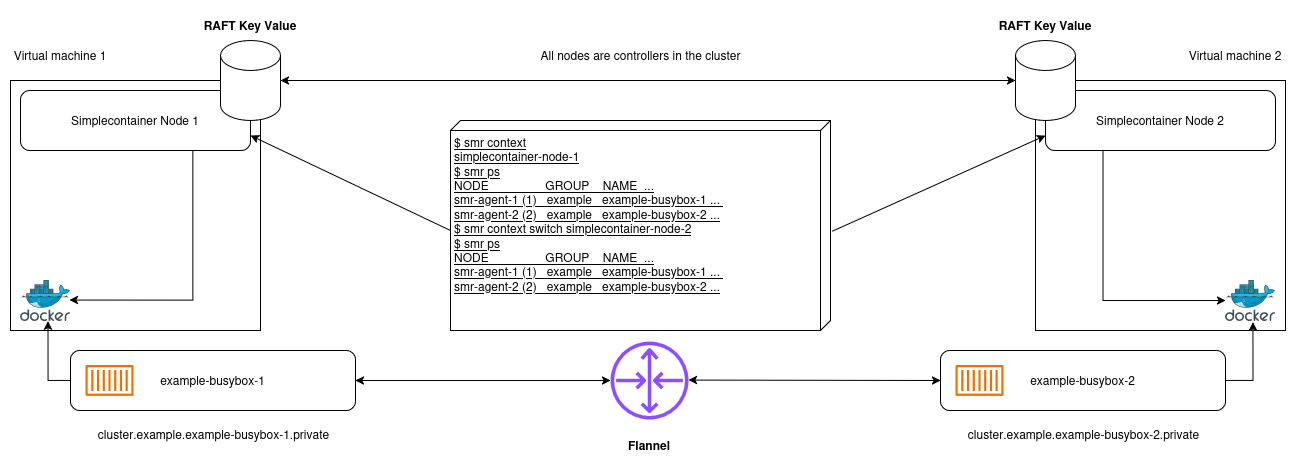 RAFT Key Value
RAFT Key Value
Virtual machine 1
All nodes are controllers in the cluster
Virtual machine 2
Simplecontainer Node 1
Simplecontainer Node 2
$ smr context
simplecontainer-node-1
$ smr ps
NODE GROUP NAME ...
smr-agent-1 (1) example example-busybox-1 ...
smr-agent-2 (2) example example-busybox-2 ...
$ smr context switch simplecontainer-node-2
$ smr ps
NODE GROUP NAME ...
smr-agent-1 (1) example example-busybox-1 ...
smr-agent-2 (2) example example-busybox-2 ...
docker
docker
example-busybox-1
example-busybox-2
cluster.example.example-busybox-1.private
cluster.example.example-busybox-2.private
Flannel